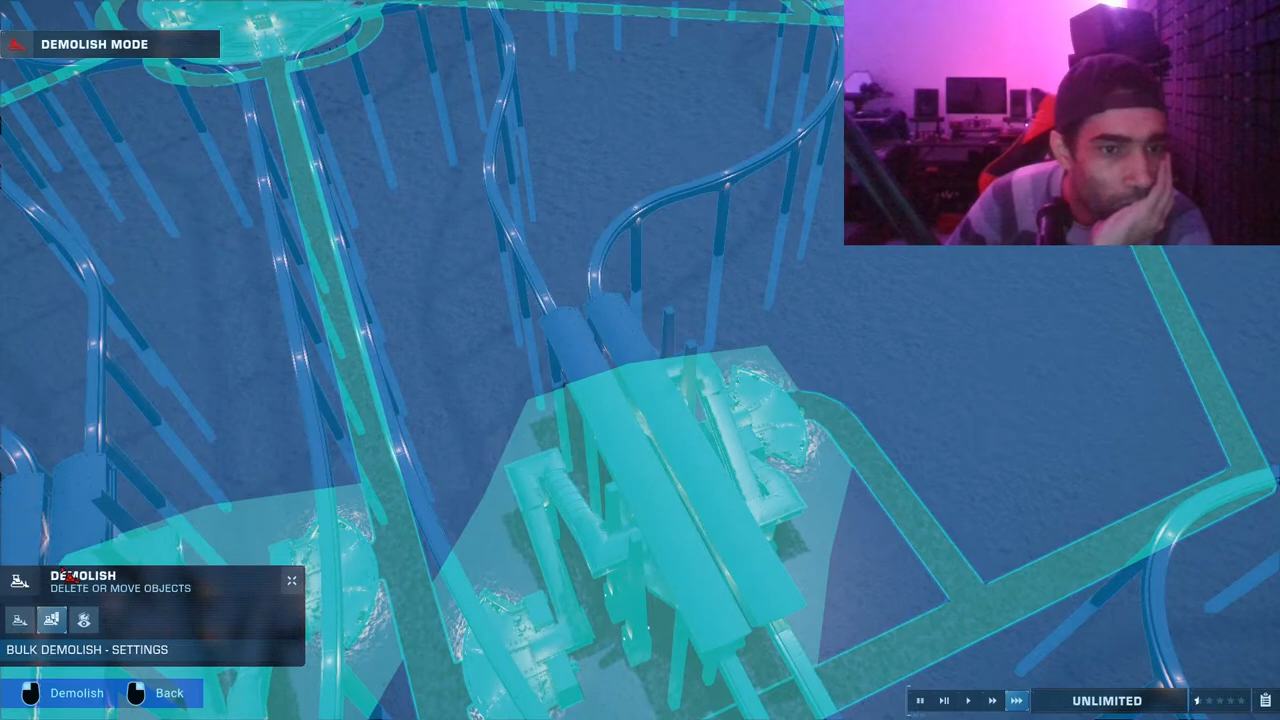 DEMOLISH MODE
DEMOLISH
DELETE OR MOVE OBJECTS
BULK DEMOLISH - SETTINGS
Demolish Back
UNLIMITED